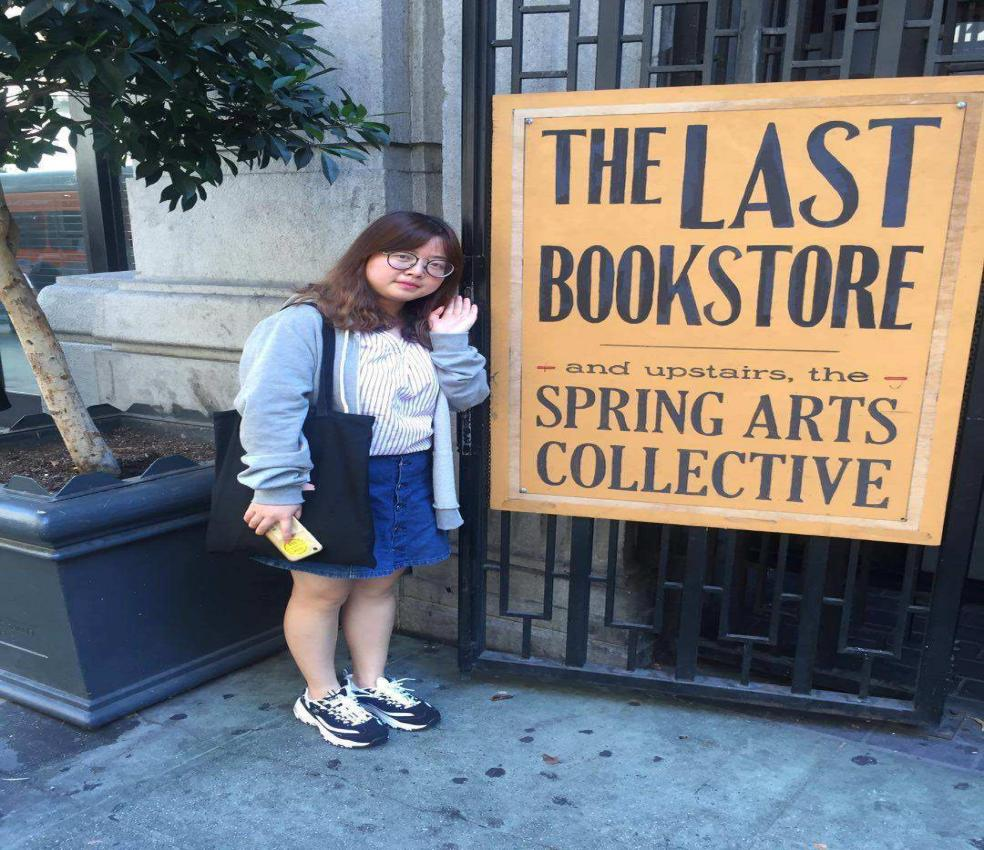 THE LAST
BOOKSTORE
and upstairs, the
SPRING ARTS
COLLECTIVE